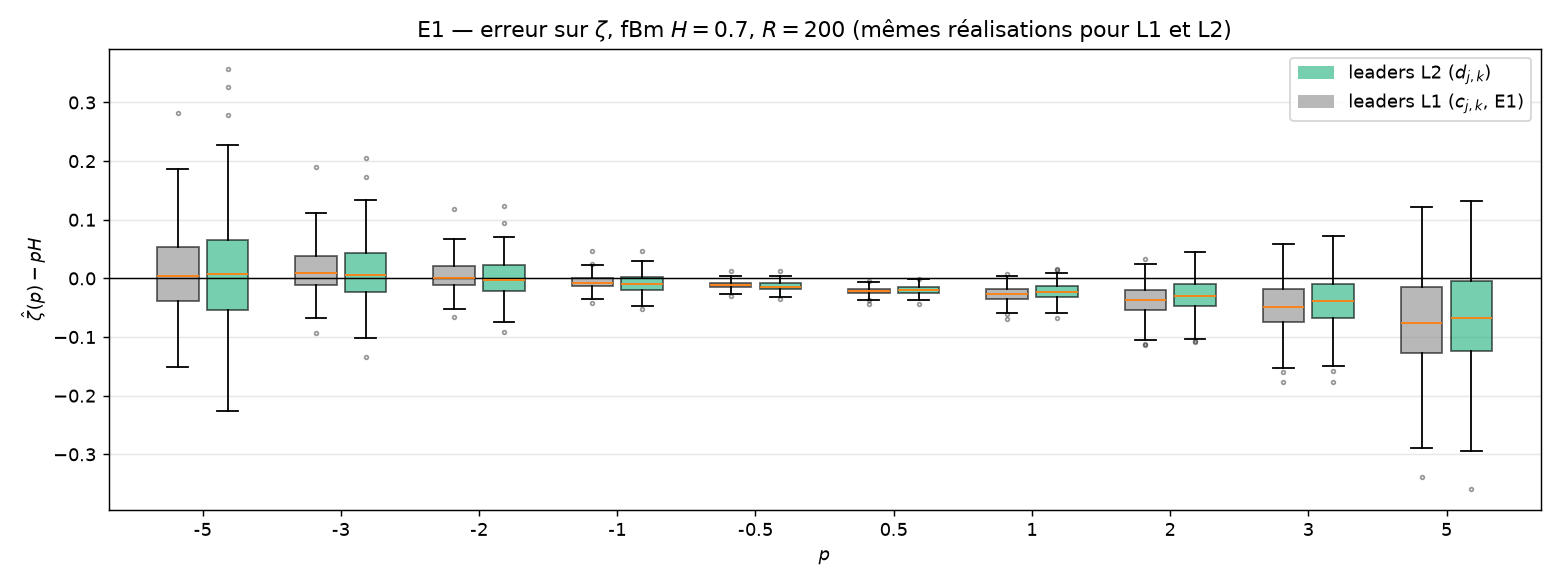 E1 — erreur sur ζ, fBm H = 0.7, R = 200 (mêmes réalisations pour L1 et L2)
leaders L2 (d_{j,k})
leaders L1 (c_{j,k}, E1)
ζ̂(p) − pH
0.3
0.2
0.1
0.0
−0.1
−0.2
−0.3
-5 -3 -2 -1 -0.5 0.5 1 2 3 5
p